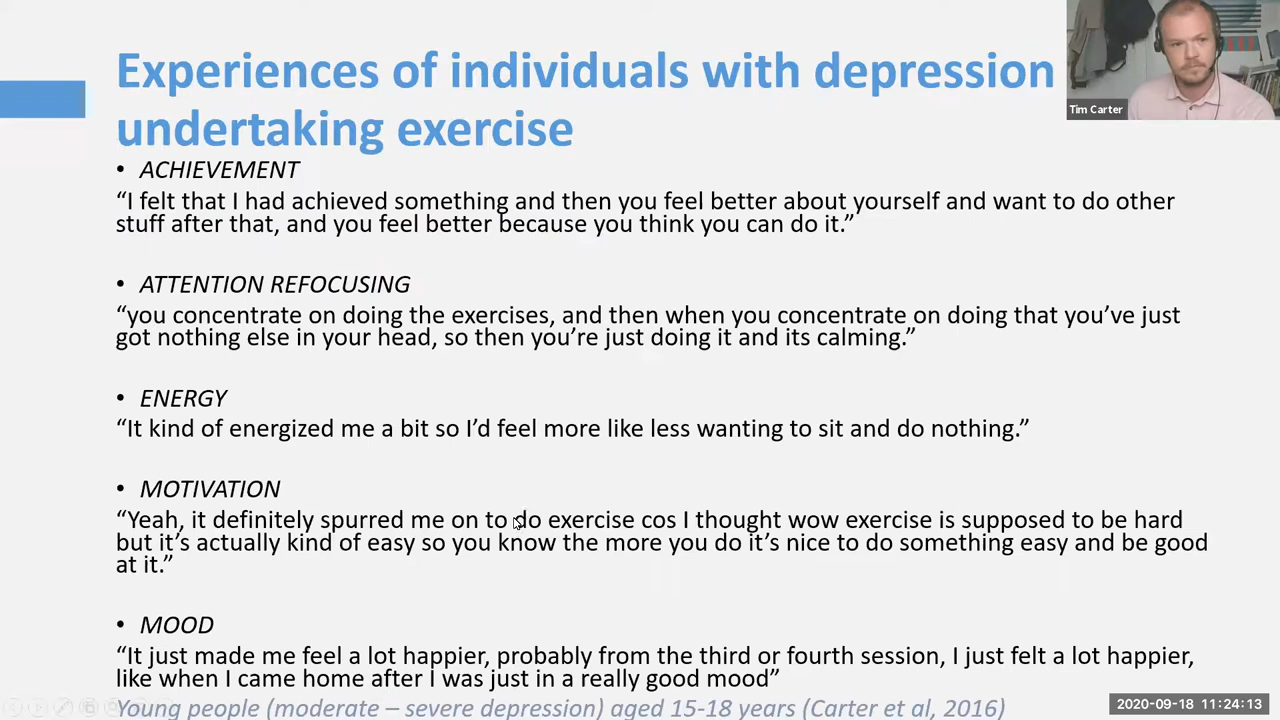 Experiences of individuals with depression
undertaking exercise
Tim Carter
• ACHIEVEMENT
“I felt that I had achieved something and then you feel better about yourself and want to do other
stuff after that, and you feel better because you think you can do it.”
• ATTENTION REFOCUSING
“you concentrate on doing the exercises, and then when you concentrate on doing that you’ve just
got nothing else in your head, so then you’re just doing it and its calming.”
• ENERGY
“It kind of energized me a bit so I’d feel more like less wanting to sit and do nothing.”
• MOTIVATION
“Yeah, it definitely spurred me on to do exercise cos I thought wow exercise is supposed to be hard
but it’s actually kind of easy so you know the more you do it’s nice to do something easy and be good
at it.”
• MOOD
“It just made me feel a lot happier, probably from the third or fourth session, I just felt a lot happier,
like when I came home after I was just in a really good mood”
Young people (moderate – severe depression) aged 15-18 years (Carter et al, 2016)
2020-09-18 11:24:13